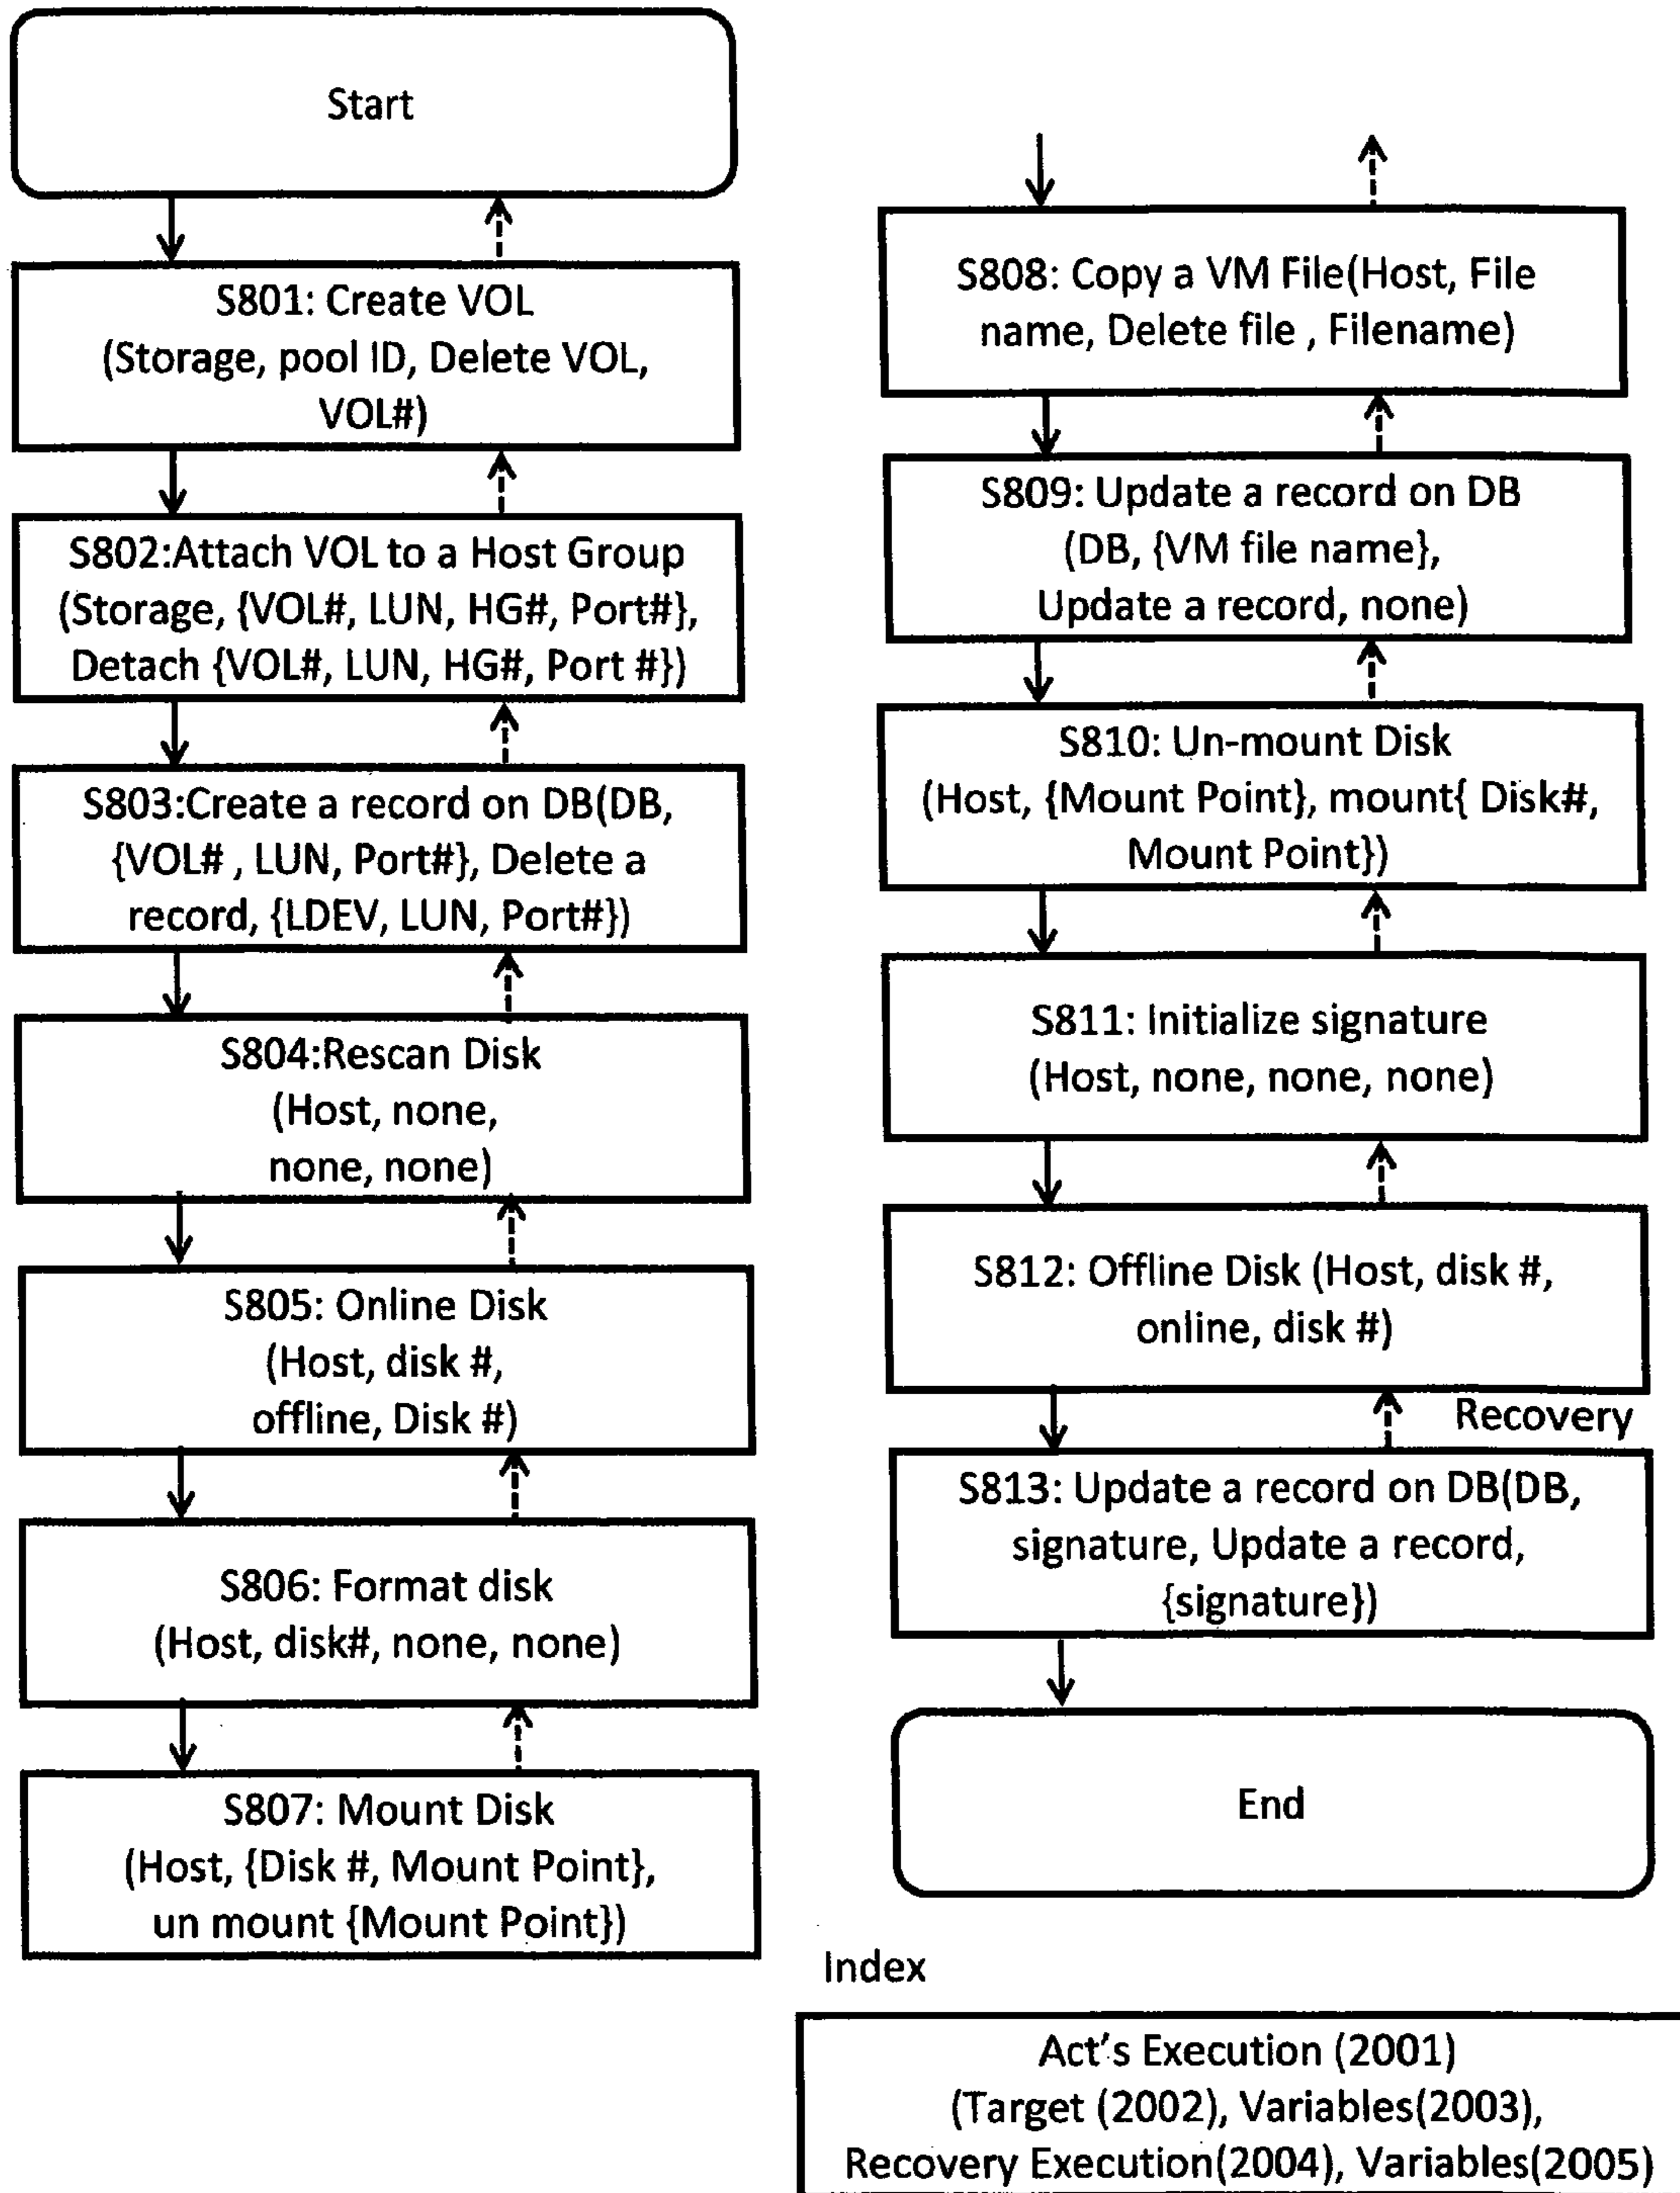 Start
S801: Create VOL
(Storage, pool ID, Delete VOL,
VOL#)
S802:Attach VOL to a Host Group
(Storage, {VOL#, LUN, HG#, Port#},
Detach {VOL#, LUN, HG#, Port #})
S803:Create a record on DB(DB,
{VOL# , LUN, Port#}, Delete a
record, {LDEV, LUN, Port#})
S804:Rescan Disk
(Host, none,
none, none)
S805: Online Disk
(Host, disk #,
offline, Disk #)
S806: Format disk
(Host, disk#, none, none)
S807: Mount Disk
(Host, {Disk #, Mount Point},
un mount {Mount Point})
S808: Copy a VM File(Host, File
name, Delete file , Filename)
S809: Update a record on DB
(DB, {VM file name},
Update a record, none)
S810: Un-mount Disk
(Host, {Mount Point}, mount{ Disk#,
Mount Point})
S811: Initialize signature
(Host, none, none, none)
S812: Offline Disk (Host, disk #,
online, disk #)
Recovery
S813: Update a record on DB(DB,
signature, Update a record,
{signature})
End
Index
Act's Execution (2001)
(Target (2002), Variables(2003),
Recovery Execution(2004), Variables(2005)